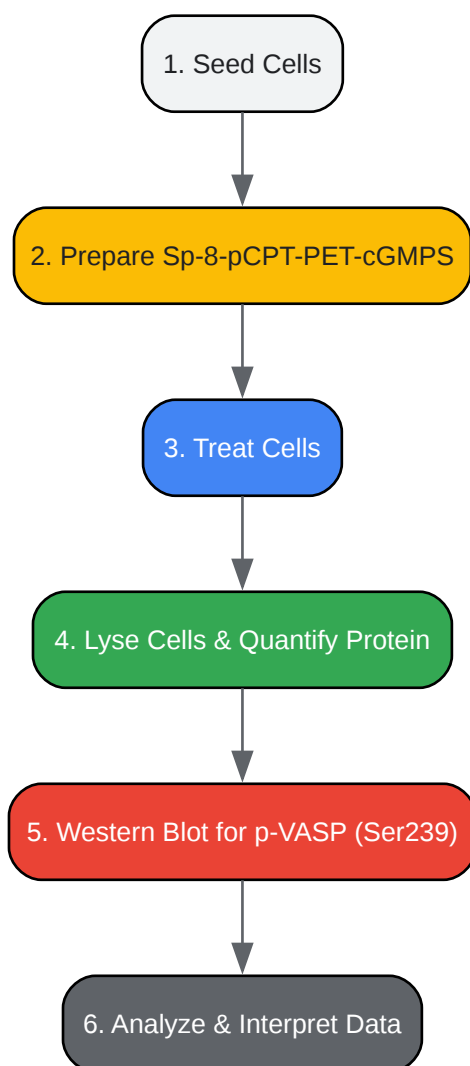 1. Seed Cells
2. Prepare Sp-8-pCPT-PET-cGMPS
3. Treat Cells
4. Lyse Cells & Quantify Protein
5. Western Blot for p-VASP (Ser239)
6. Analyze & Interpret Data